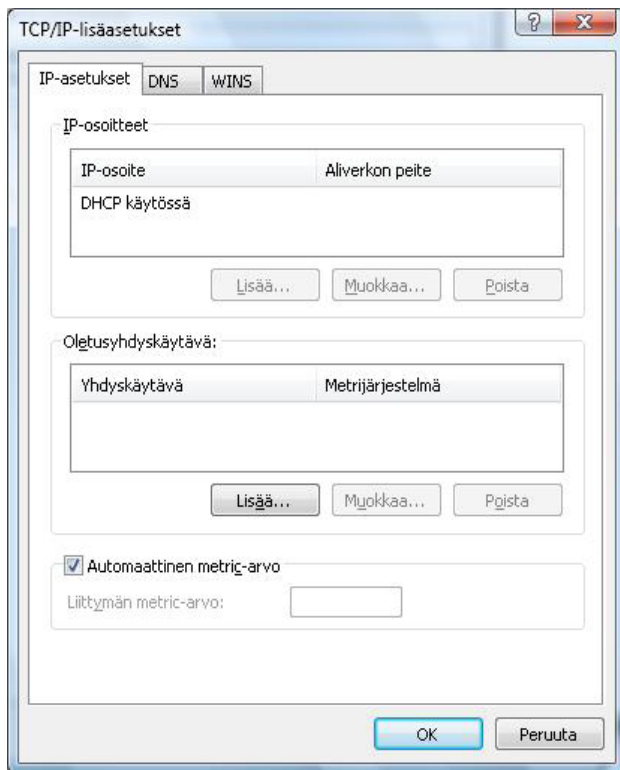 TCP/IP-lisäasetukset
IP-asetukset DNS WINS
IP-osoitteet
IP-osoite Aliverkon peite
DHCP käytössä
Lisää... Muokkaa... Poista
Oletusyhdyskäytävä:
Yhdyskäytävä Metrijärjestelmä
Lisää... Muokkaa... Poista
Automaattinen metric-arvo
Liittymän metric-arvo:
OK Peruuta